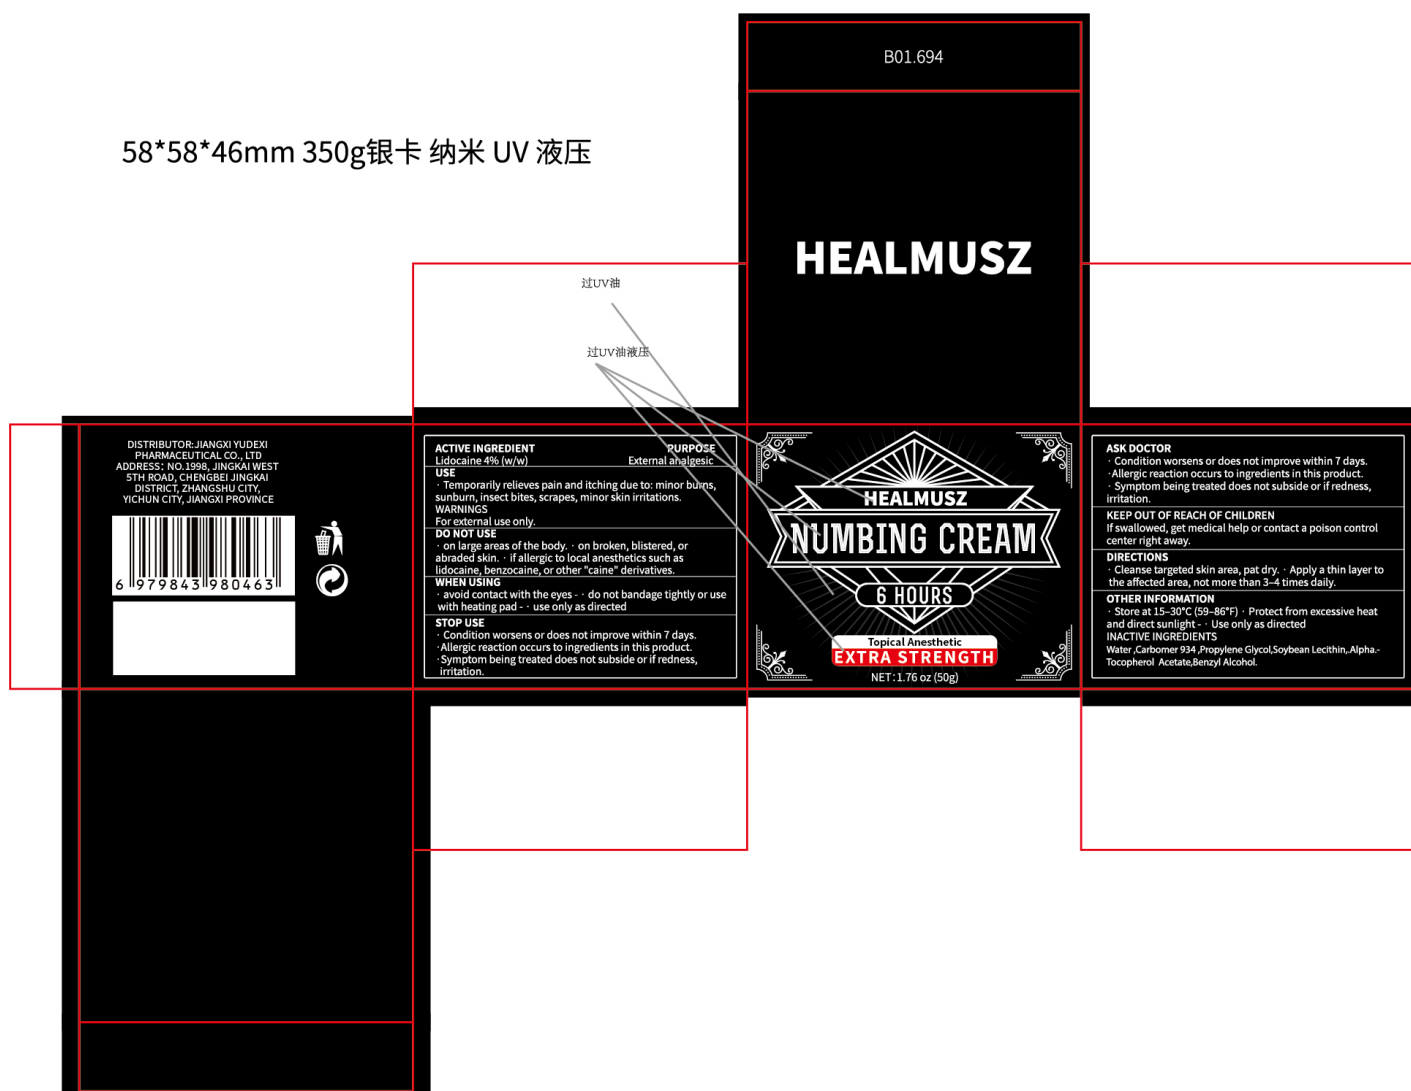 B01.694
58*58*46mm 350g银卡 纳米 UV 液压
HEALMUSZ
过UV油
过UV油液压
DISTRIBUTOR:JIANGXI YUDEXI
PHARMACEUTICAL CO., LTD
ADDRESS: NO.1998, JINGKAI WEST
5TH ROAD, CHENGBEI JINGKAI
DISTRICT, ZHANGSHU CITY,
YICHUN CITY, JIANGXI PROVINCE
6 979843 980463
ACTIVE INGREDIENT PURPOSE
Lidocaine 4% (w/w) External analgesic
USE
· Temporarily relieves pain and itching due to: minor burns,
sunburn, insect bites, scrapes, minor skin irritations.
WARNINGS
For external use only.
DO NOT USE
· on large areas of the body. · on broken, blistered, or
abraded skin. · if allergic to local anesthetics such as
lidocaine, benzocaine, or other "caine" derivatives.
WHEN USING
· avoid contact with the eyes - · do not bandage tightly or use
with heating pad - · use only as directed
STOP USE
· Condition worsens or does not improve within 7 days.
·Allergic reaction occurs to ingredients in this product.
·Symptom being treated does not subside or if redness,
irritation.
HEALMUSZ
NUMBING CREAM
6 HOURS
Topical Anesthetic
EXTRA STRENGTH
NET:1.76 oz (50g)
ASK DOCTOR
· Condition worsens or does not improve within 7 days.
·Allergic reaction occurs to ingredients in this product.
· Symptom being treated does not subside or if redness,
irritation.
KEEP OUT OF REACH OF CHILDREN
If swallowed, get medical help or contact a poison control
center right away.
DIRECTIONS
· Cleanse targeted skin area, pat dry. · Apply a thin layer to
the affected area, not more than 3–4 times daily.
OTHER INFORMATION
· Store at 15–30°C (59–86°F) · Protect from excessive heat
and direct sunlight - · Use only as directed
INACTIVE INGREDIENTS
Water ,Carbomer 934 ,Propylene Glycol,Soybean Lecithin,.Alpha.-
Tocopherol Acetate,Benzyl Alcohol.